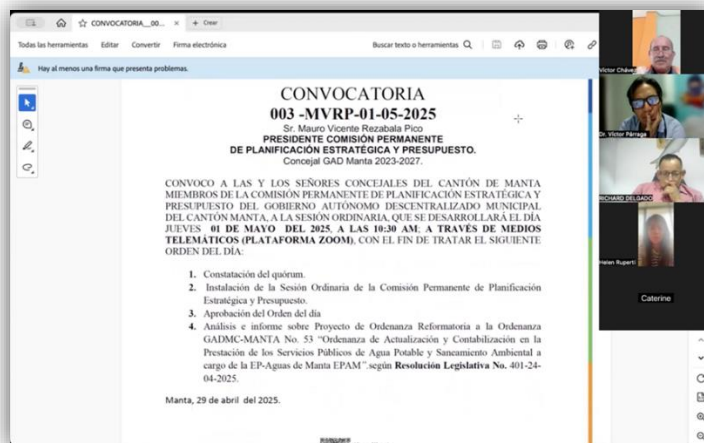 CONVOCATORIA__00...
+ Crear
Todas las herramientas Editar Convertir Firma electrónica
Buscar texto o herramientas
Hay al menos una firma que presenta problemas.
CONVOCATORIA
003 -MVRP-01-05-2025
Sr. Mauro Vicente Rezabala Pico
PRESIDENTE COMISIÓN PERMANENTE
DE PLANIFICACIÓN ESTRATÉGICA Y PRESUPUESTO.
Concejal GAD Manta 2023-2027.
CONVOCO A LAS Y LOS SEÑORES CONCEJALES DEL CANTÓN DE MANTA
MIEMBROS DE LA COMISIÓN PERMANENTE DE PLANIFICACIÓN ESTRATÉGICA Y
PRESUPUESTO DEL GOBIERNO AUTÓNOMO DESCENTRALIZADO MUNICIPAL
DEL CANTÓN MANTA, A LA SESIÓN ORDINARIA, QUE SE DESARROLLARÁ EL DÍA
JUEVES 01 DE MAYO DEL 2025, A LAS 10:30 AM; A TRAVÉS DE MEDIOS
TELEMÁTICOS (PLATAFORMA ZOOM), CON EL FIN DE TRATAR EL SIGUIENTE
ORDEN DEL DÍA:
1. Constatación del quórum.
2. Instalación de la Sesión Ordinaria de la Comisión Permanente de Planificación
Estratégica y Presupuesto.
3. Aprobación del Orden del día
4. Análisis e informe sobre Proyecto de Ordenanza Reformatoria a la Ordenanza
GADMC-MANTA No. 53 “Ordenanza de Actualización y Contabilización en la
Prestación de los Servicios Públicos de Agua Potable y Saneamiento Ambiental a
cargo de la EP-Aguas de Manta EPAM”.según Resolución Legislativa No. 401-24-
04-2025.
Manta, 29 de abril del 2025.
Víctor Chávez
Dr. Víctor Párraga
RICHARD DELGADO
Helen Ruperti
Caterine